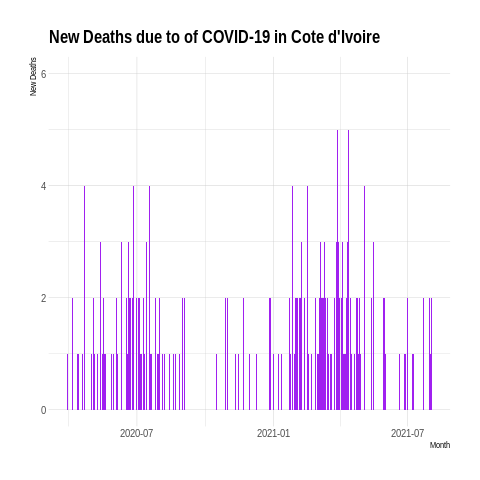 New Deaths due to of COVID-19 in Cote d'Ivoire
New Deaths
6
4
2
0
2020-07 2021-01 2021-07
Month